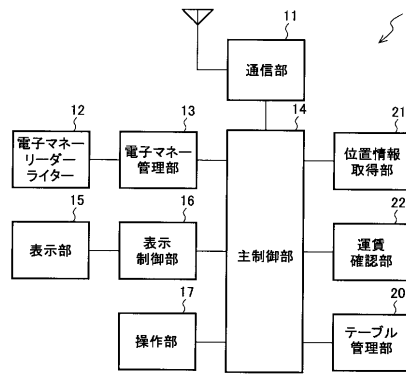 11
通信部
12
電子マネー
リーダー
ライター
13
電子マネー
管理部
14
主制御部
21
位置情報
取得部
15
表示部
16
表示
制御部
22
運賃
確認部
17
操作部
20
テーブル
管理部